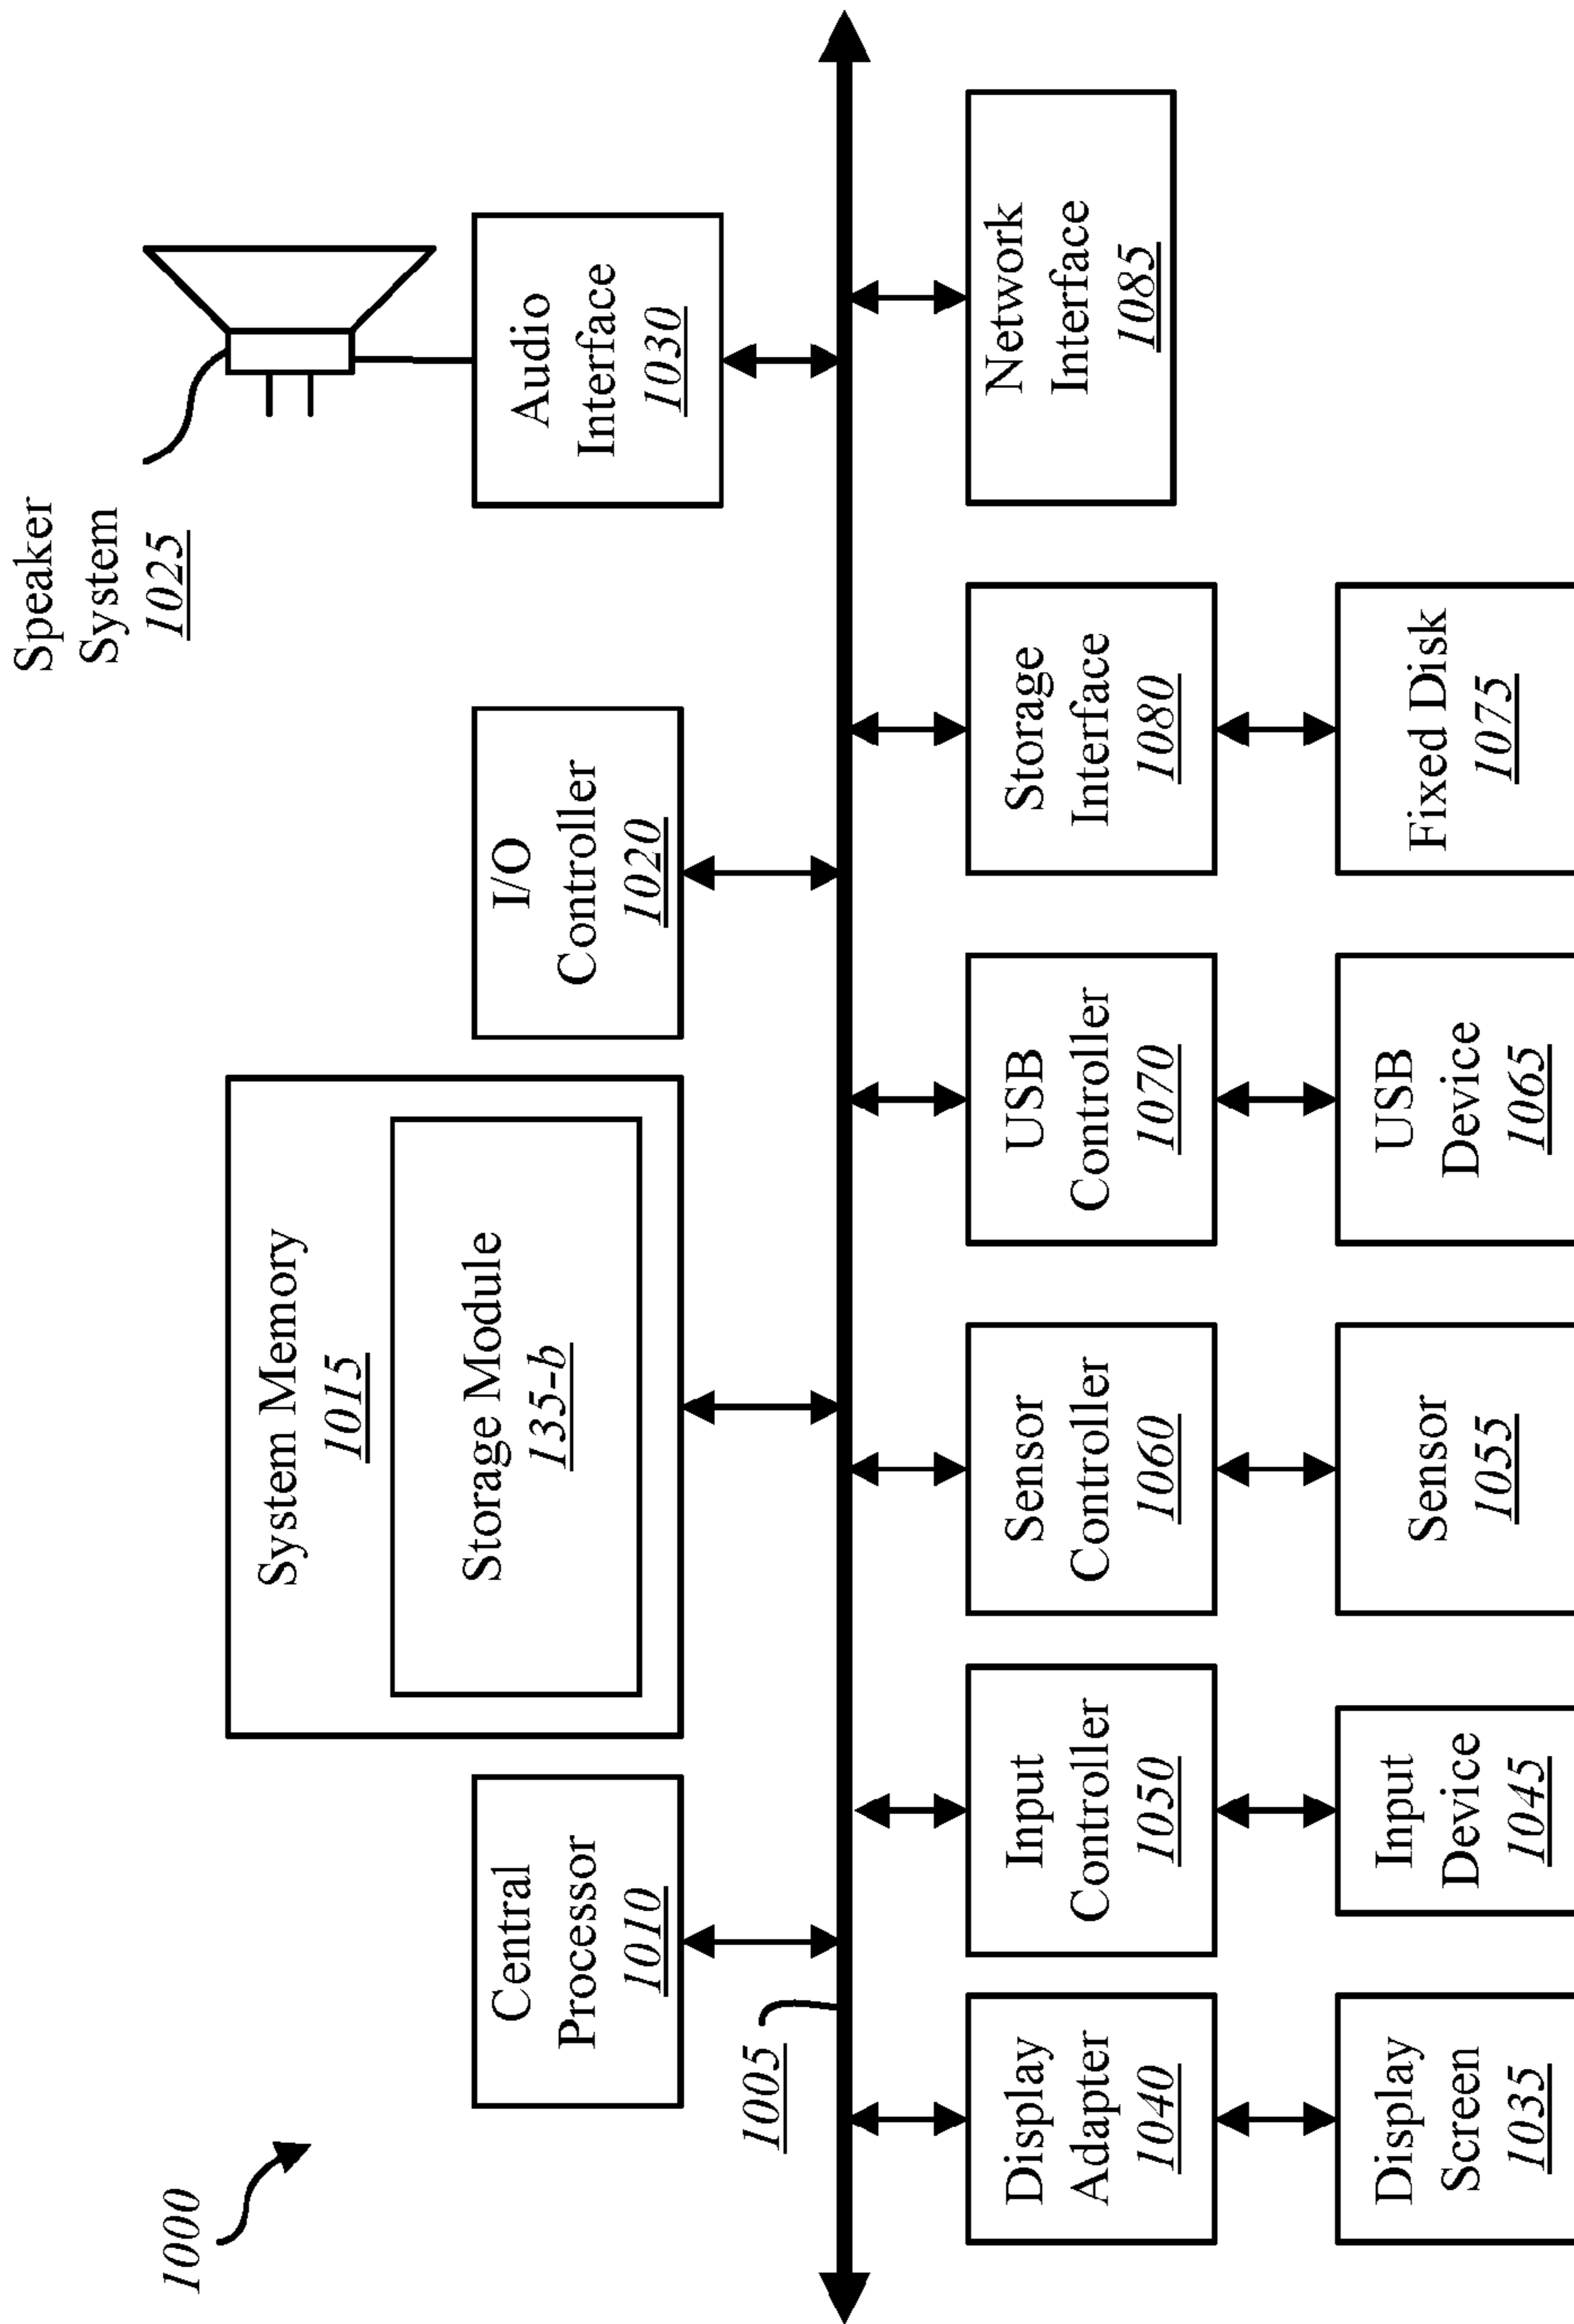 1000
Speaker
System
1025
System Memory
1015
Storage Module
135-b
Central
Processor
1010
I/O
Controller
1020
Audio
Interface
1030
1005
Display
Adapter
1040
Input
Controller
1050
Sensor
Controller
1060
USB
Controller
1070
Storage
Interface
1080
Network
Interface
1085
Display
Screen
1035
Input
Device
1045
Sensor
1055
USB
Device
1065
Fixed Disk
1075